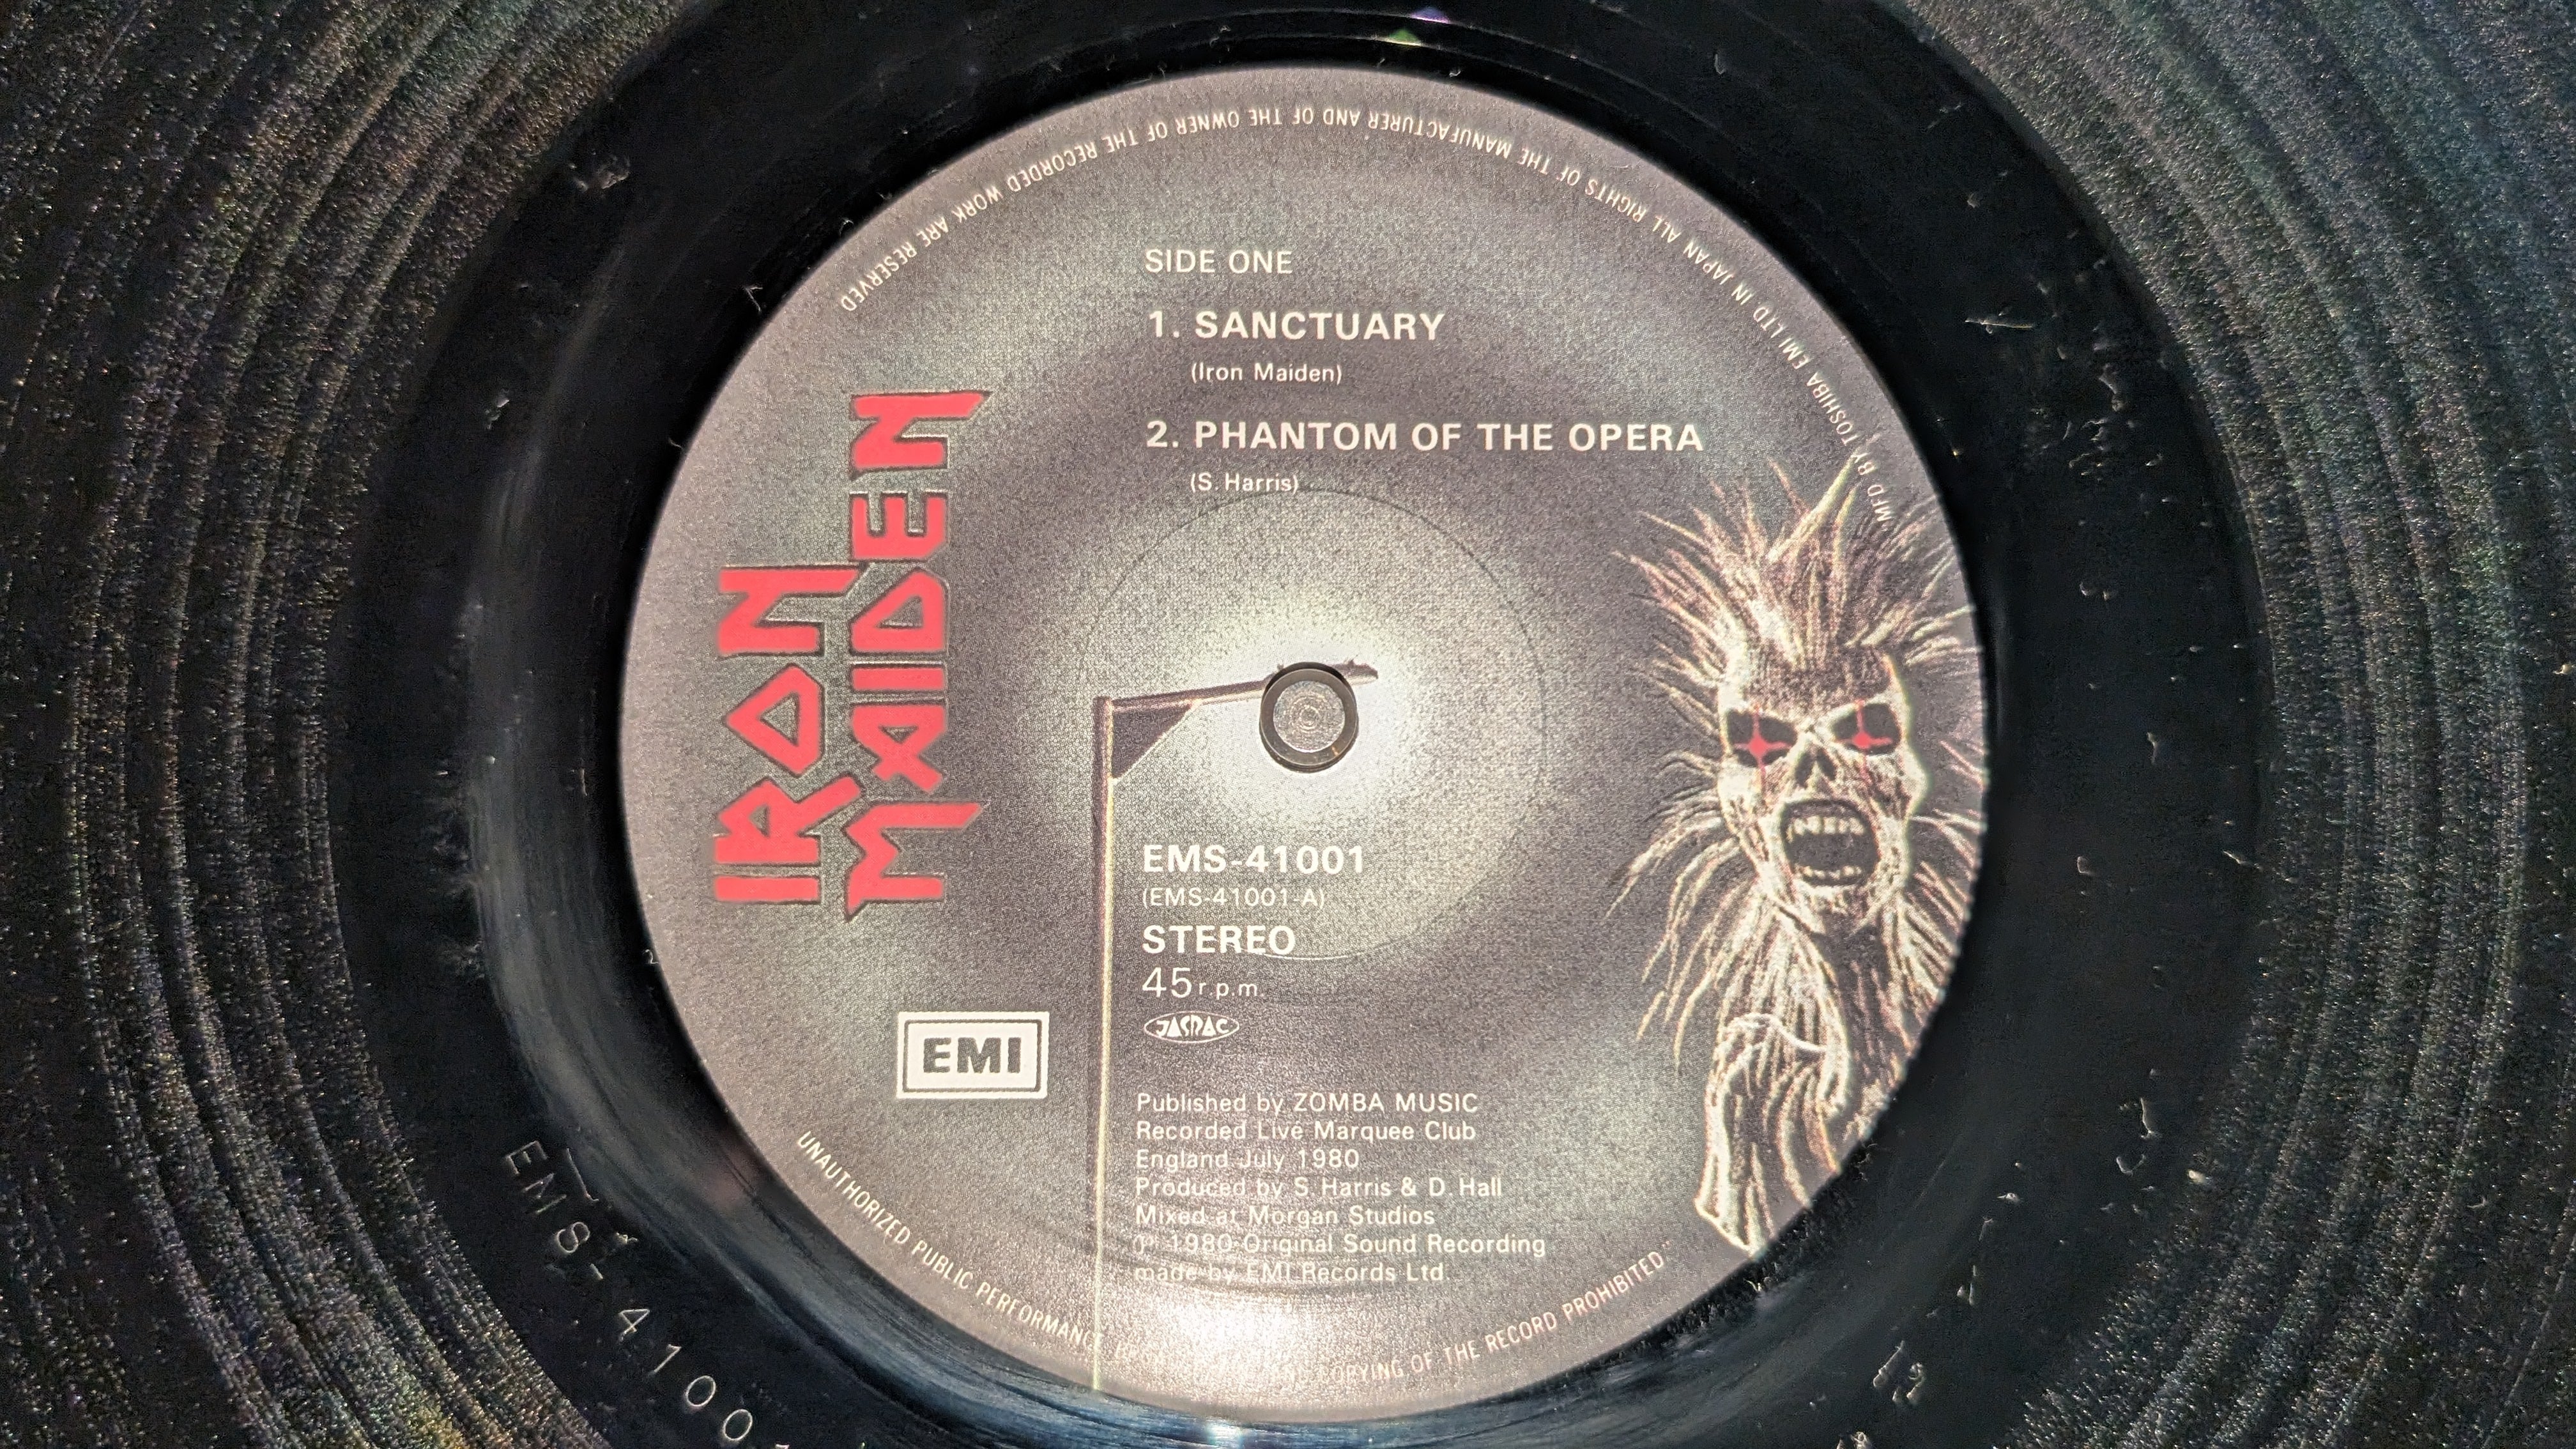 SIDE ONE
1. SANCTUARY
(Iron Maiden)
2. PHANTOM OF THE OPERA
(S. Harris)
IRON
MAIDEN
EMS-41001
(EMS-41001-A)
STEREO
45 r.p.m.
JASRAC
EMI
Published by ZOMBA MUSIC
Recorded Live Marquee Club
England July 1980
Produced by S. Harris & D. Hall
Mixed at Morgan Studios
℗ 1980 Original Sound Recording
made by EMI Records Ltd.
MFD BY TOSHIBA EMI LTD IN JAPAN ALL RIGHTS OF THE MANUFACTURER AND OF THE OWNER OF THE RECORDED WORK ARE RESERVED
UNAUTHORIZED PUBLIC PERFORMANCE COPYING OF THE RECORD PROHIBITED.
EMS-41001